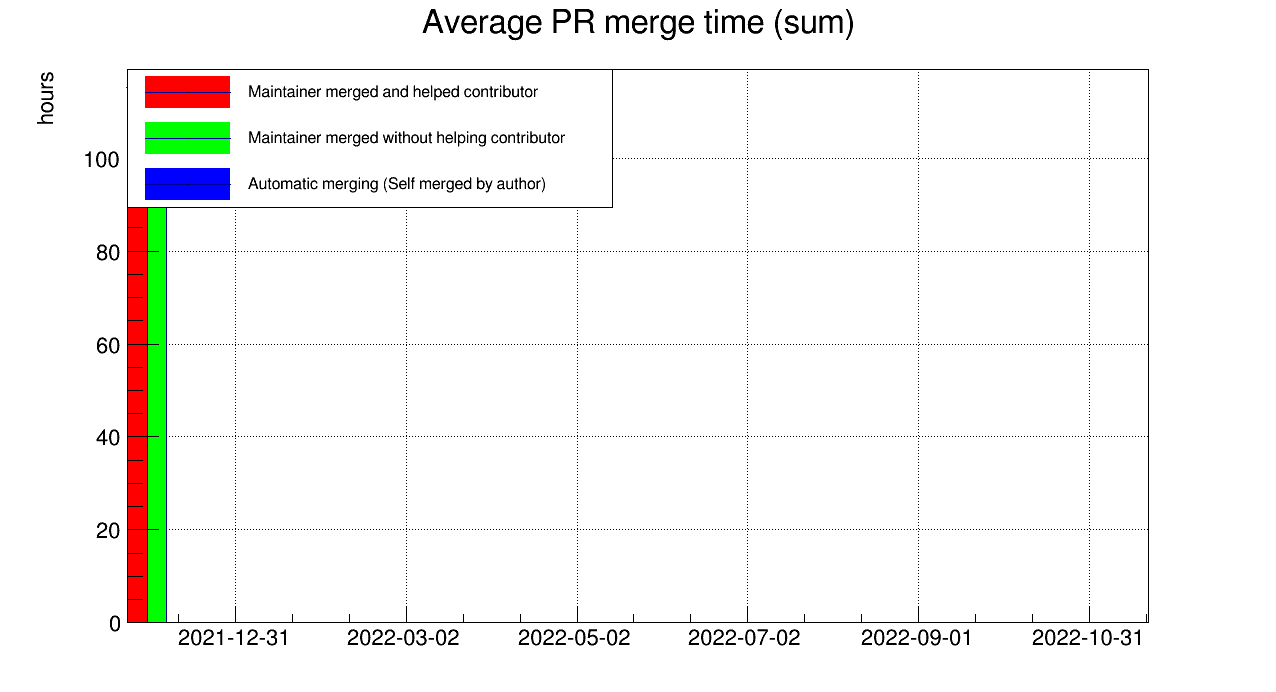 Average PR merge time (sum)
hours
Maintainer merged and helped contributor
Maintainer merged without helping contributor
Automatic merging (Self merged by author)
100
80
60
40
20
0
2021-12-31 2022-03-02 2022-05-02 2022-07-02 2022-09-01 2022-10-31